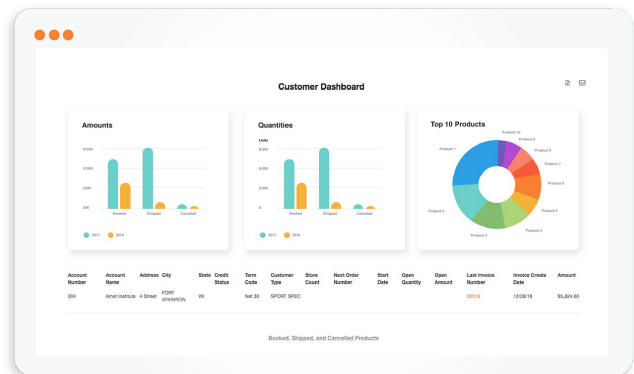 Customer Dashboard
Amounts
Booked
Shipped
Cancelled
2017
2018
Quantities
Units
Booked
Shipped
Cancelled
2017
2018
Top 10 Products
Product 10
Product 9
Product 8
Product 7
Product 6
Product 5
Product 4
Product 3
Product 2
Product 1
Account Number Account Name Address City State Credit Status Term Code Customer Type Store Count Next Order Number Start Date Open Quantity Open Amount Last Invoice Number Invoice Create Date Amount
004 Amet Institute 4 Street FORT ATKINSON WI Net 30 SPORT SPEC 12/28/18 $5,824.60
Booked, Shipped, and Cancelled Products